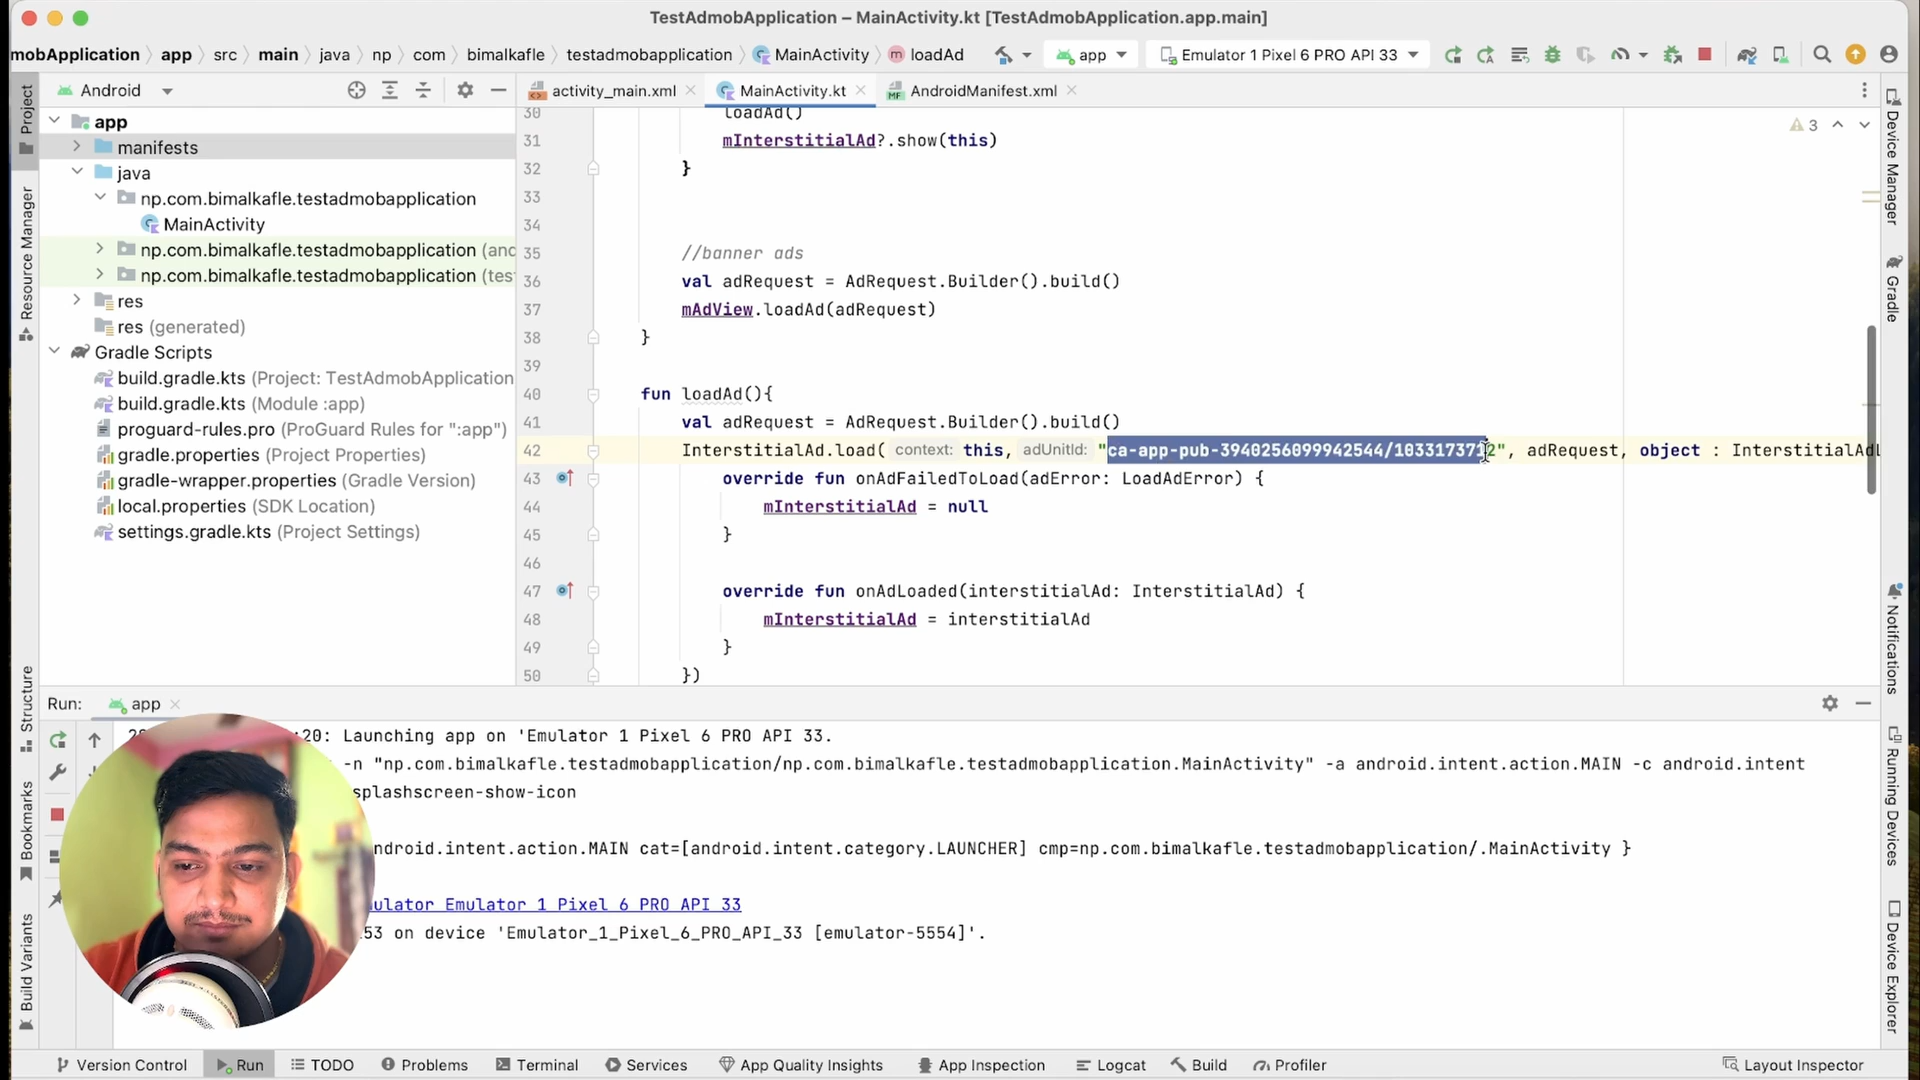 TestAdmobApplication – MainActivity.kt [TestAdmobApplication.app.main]
mobApplication app src main java np com bimalkafle testadmobapplication MainActivity loadAd app Emulator 1 Pixel 6 PRO API 33
Project
Android
activity_main.xml
MainActivity.kt
AndroidManifest.xml
app
manifests
java
np.com.bimalkafle.testadmobapplication
MainActivity
np.com.bimalkafle.testadmobapplication (and
np.com.bimalkafle.testadmobapplication (tes
res
res (generated)
Gradle Scripts
build.gradle.kts (Project: TestAdmobApplication
build.gradle.kts (Module :app)
proguard-rules.pro (ProGuard Rules for ":app")
gradle.properties (Project Properties)
gradle-wrapper.properties (Gradle Version)
local.properties (SDK Location)
settings.gradle.kts (Project Settings)
Resource Manager
Structure
Bookmarks
Build Variants
3
30 loadAd()
31 mInterstitialAd?.show(this)
32 }
33
34
35 //banner ads
36 val adRequest = AdRequest.Builder().build()
37 mAdView.loadAd(adRequest)
38 }
39
40 fun loadAd(){
41 val adRequest = AdRequest.Builder().build()
42 InterstitialAd.load( context: this, adUnitId: "ca-app-pub-3940256099942544/1033173712", adRequest, object : InterstitialAdL
43 override fun onAdFailedToLoad(adError: LoadAdError) {
44 mInterstitialAd = null
45 }
46
47 override fun onAdLoaded(interstitialAd: InterstitialAd) {
48 mInterstitialAd = interstitialAd
49 }
50 })
Device Manager
Gradle
Notifications
Running Devices
Device Explorer
Run: app
20: Launching app on 'Emulator 1 Pixel 6 PRO API 33.
-n "np.com.bimalkafle.testadmobapplication/np.com.bimalkafle.testadmobapplication.MainActivity" -a android.intent.action.MAIN -c android.intent
splashscreen-show-icon
ndroid.intent.action.MAIN cat=[android.intent.category.LAUNCHER] cmp=np.com.bimalkafle.testadmobapplication/.MainActivity }
ulator Emulator 1 Pixel 6 PRO API 33
53 on device 'Emulator_1_Pixel_6_PRO_API_33 [emulator-5554]'.
Version Control Run TODO Problems Terminal Services App Quality Insights App Inspection Logcat Build Profiler Layout Inspector